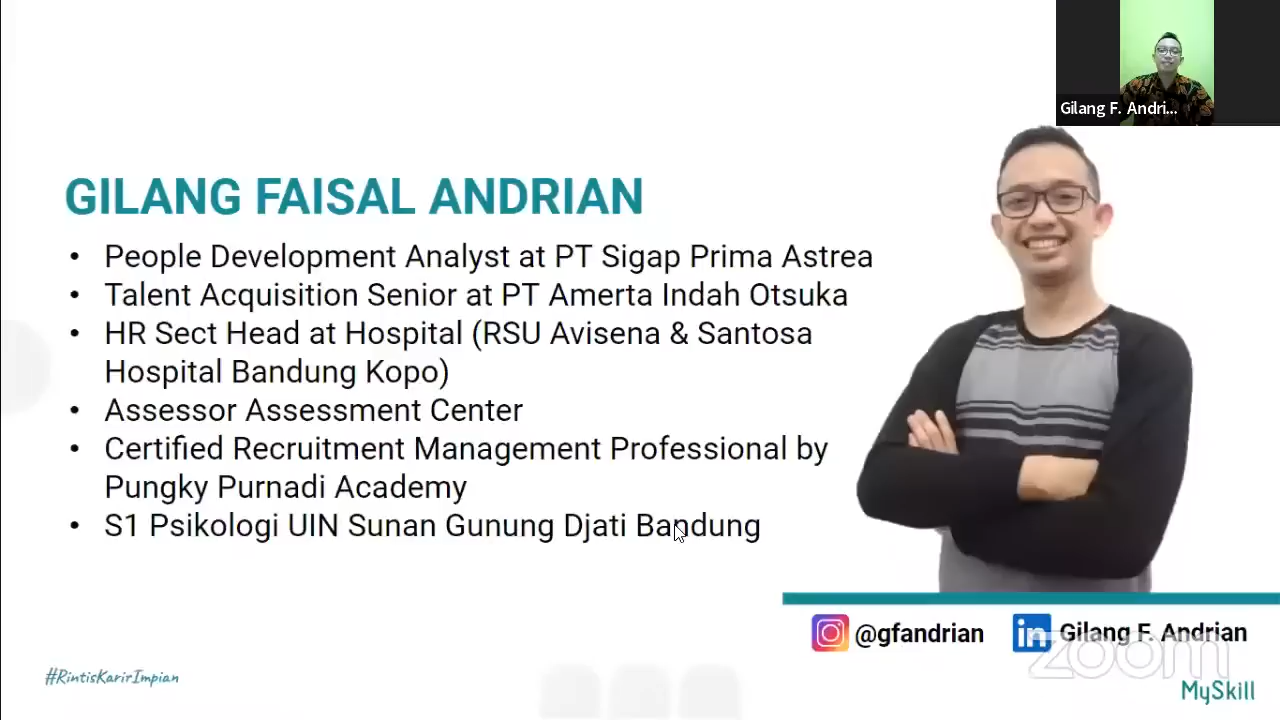 Gilang F. Andri...
GILANG FAISAL ANDRIAN
• People Development Analyst at PT Sigap Prima Astrea
• Talent Acquisition Senior at PT Amerta Indah Otsuka
• HR Sect Head at Hospital (RSU Avisena & Santosa
Hospital Bandung Kopo)
• Assessor Assessment Center
• Certified Recruitment Management Professional by
Pungky Purnadi Academy
• S1 Psikologi UIN Sunan Gunung Djati Bandung
@gfandrian
in Gilang F. Andrian
zoom
#RintisKarirImpian
MySkill